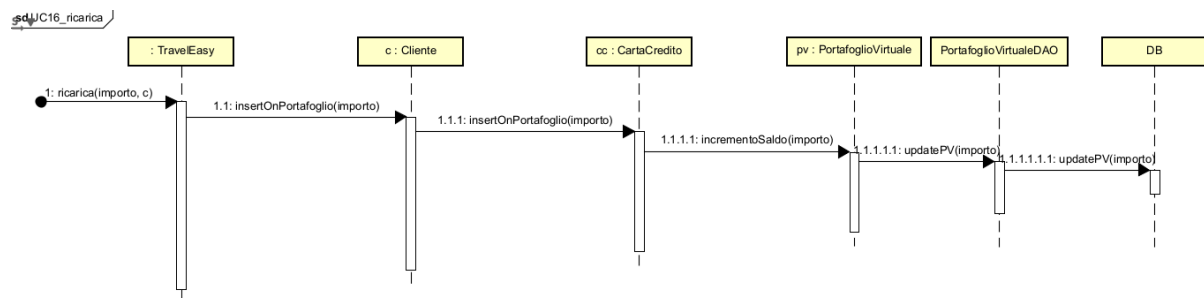 sd UC16_ricarica
: TravelEasy
c : Cliente
cc : CartaCredito
pv : PortafoglioVirtuale
PortafoglioVirtualeDAO
DB
1: ricarica(importo, c)
1.1: insertOnPortafoglio(importo)
1.1.1: insertOnPortafoglio(importo)
1.1.1.1: incrementoSaldo(importo)
1.1.1.1.1: updatePV(importo)
1.1.1.1.1.1: updatePV(importo)